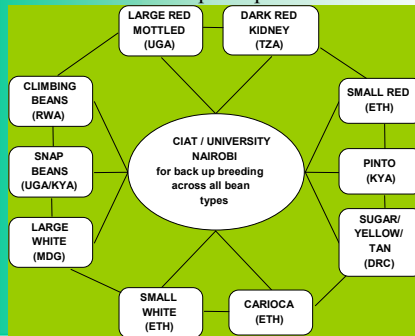 LARGE RED
MOTTLED
(UGA)
DARK RED
KIDNEY
(TZA)
CLIMBING
BEANS
(RWA)
SMALL RED
(ETH)
CIAT / UNIVERSITY
NAIROBI
for back up breeding
across all bean
types
SNAP
BEANS
(UGA/KYA)
PINTO
(KYA)
LARGE
WHITE
(MDG)
SUGAR/
YELLOW/
TAN
(DRC)
SMALL
WHITE
(ETH)
CARIOCA
(ETH)